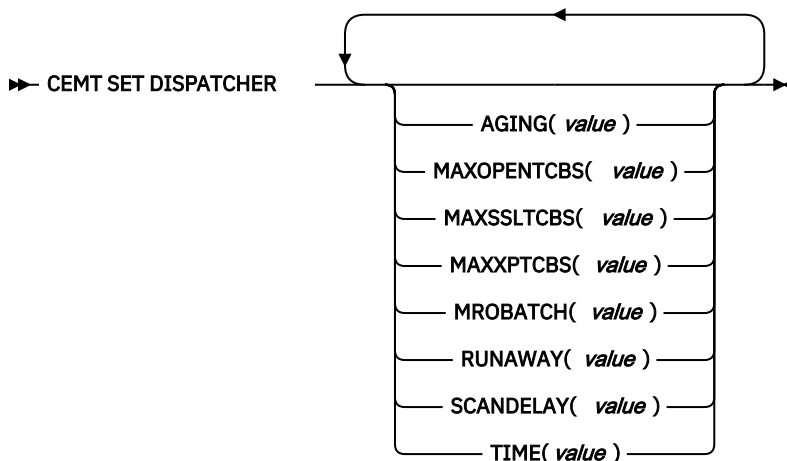 CEMT SET DISPATCHER
AGING( value )
MAXOPENTCBS( value )
MAXSSLTCBS( value )
MAXXPTCBS( value )
MROBATCH( value )
RUNAWAY( value )
SCANDELAY( value )
TIME( value )